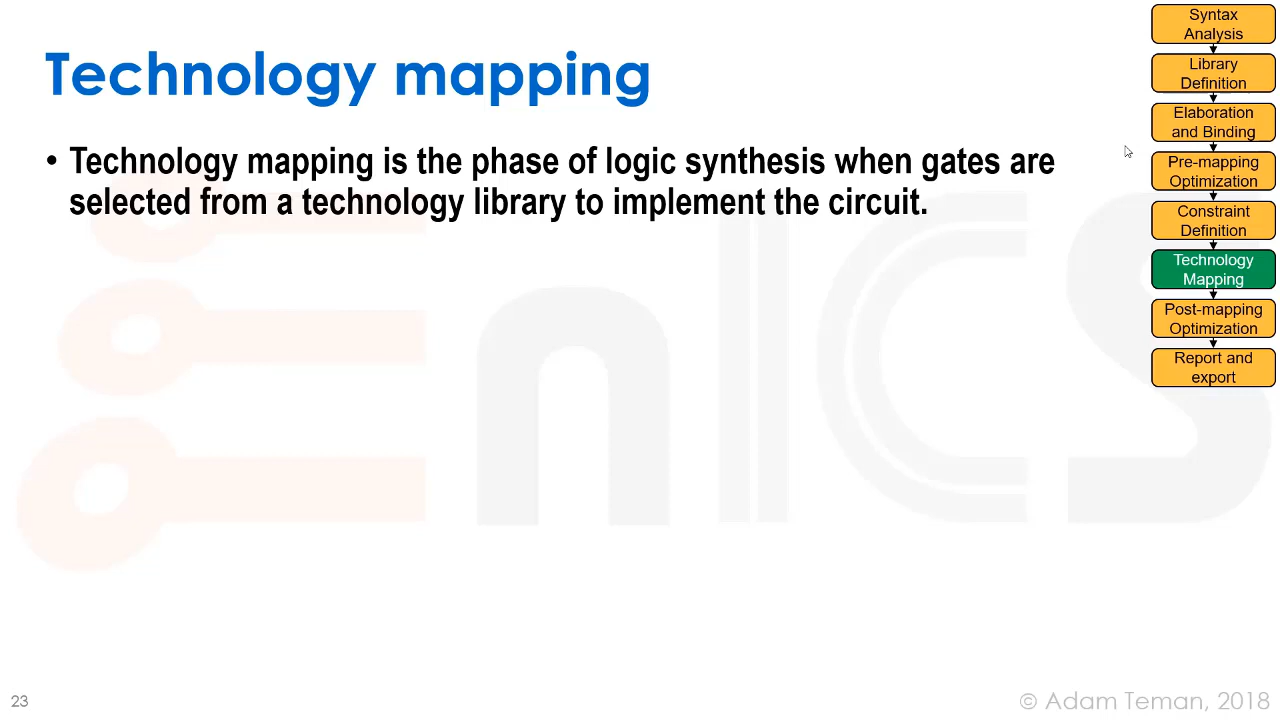 Technology mapping
• Technology mapping is the phase of logic synthesis when gates are
selected from a technology library to implement the circuit.
Syntax
Analysis
Library
Definition
Elaboration
and Binding
Pre-mapping
Optimization
Constraint
Definition
Technology
Mapping
Post-mapping
Optimization
Report and
export
EnICS
23
© Adam Teman, 2018